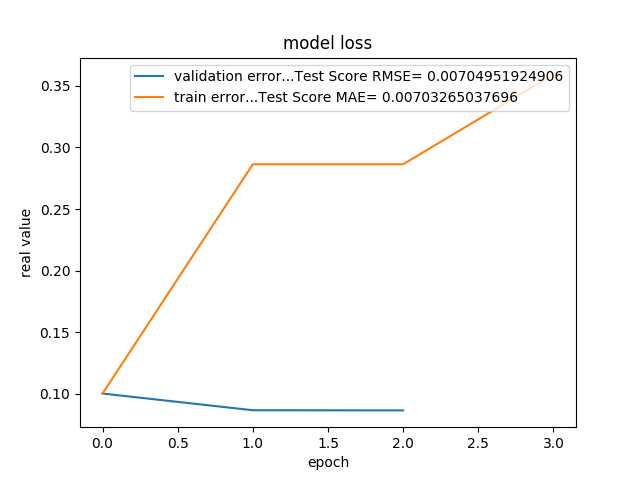 model loss
validation error...Test Score RMSE= 0.00704951924906
train error...Test Score MAE= 0.00703265037696
real value
0.35
0.30
0.25
0.20
0.15
0.10
0.0 0.5 1.0 1.5 2.0 2.5 3.0
epoch